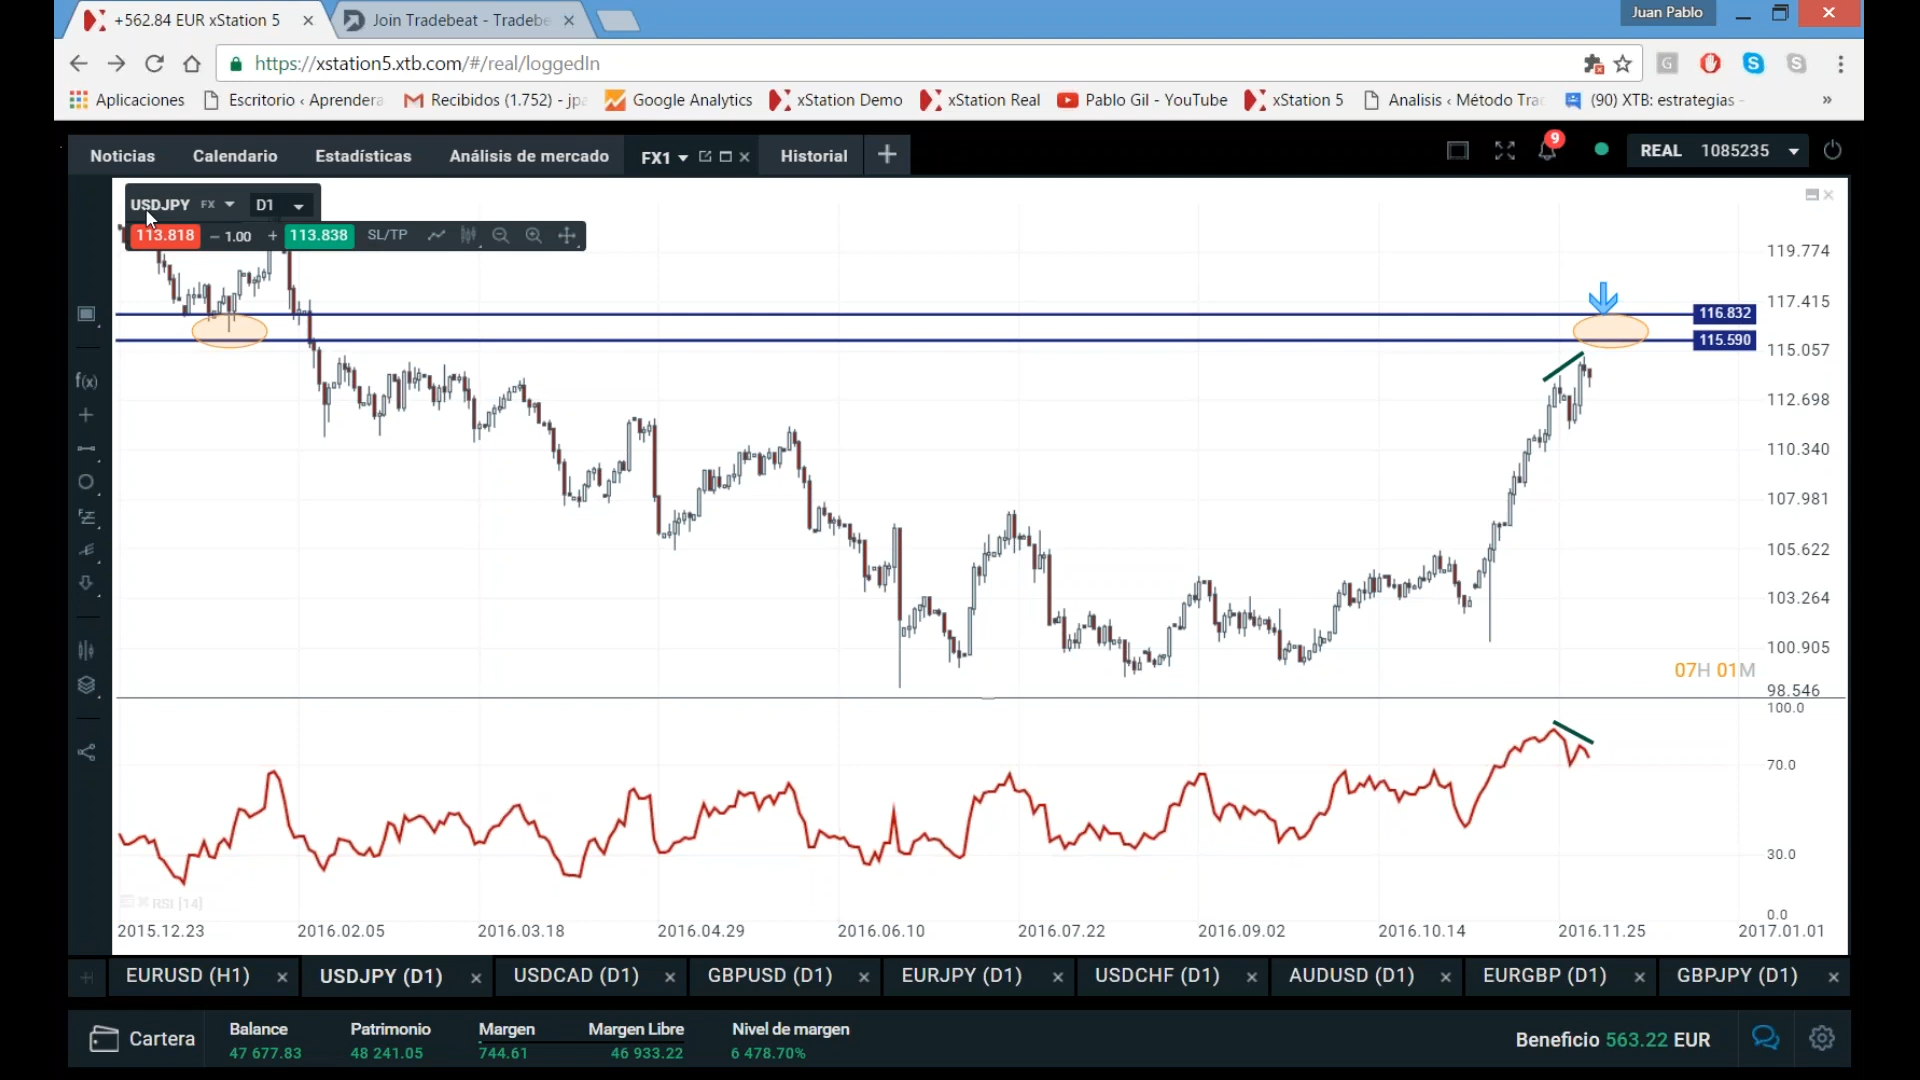 +562.84 EUR xStation 5
Join Tradebeat - Tradebe
Juan Pablo
https://xstation5.xtb.com/#/real/loggedIn
Aplicaciones
Escritorio ‹ Aprendera
Recibidos (1.752) - jpa
Google Analytics
xStation Demo
xStation Real
Pablo Gil - YouTube
xStation 5
Analisis ‹ Método Trad
(90) XTB: estrategias -
»
Noticias
Calendario
Estadísticas
Análisis de mercado
FX1
Historial
9
REAL 1085235
USDJPY FX
D1
113.818
1.00
113.838
SL/TP
119.774
117.415
116.832
115.590
115.057
112.698
110.340
107.981
105.622
103.264
100.905
98.546
07H 01M
f(x)
100.0
70.0
30.0
0.0
RSI [14]
2015.12.23
2016.02.05
2016.03.18
2016.04.29
2016.06.10
2016.07.22
2016.09.02
2016.10.14
2016.11.25
2017.01.01
EURUSD (H1)
USDJPY (D1)
USDCAD (D1)
GBPUSD (D1)
EURJPY (D1)
USDCHF (D1)
AUDUSD (D1)
EURGBP (D1)
GBPJPY (D1)
Cartera
Balance
Patrimonio
Margen
Margen Libre
Nivel de margen
47 677.83
48 241.05
744.61
46 933.22
6 478.70%
Beneficio 563.22 EUR